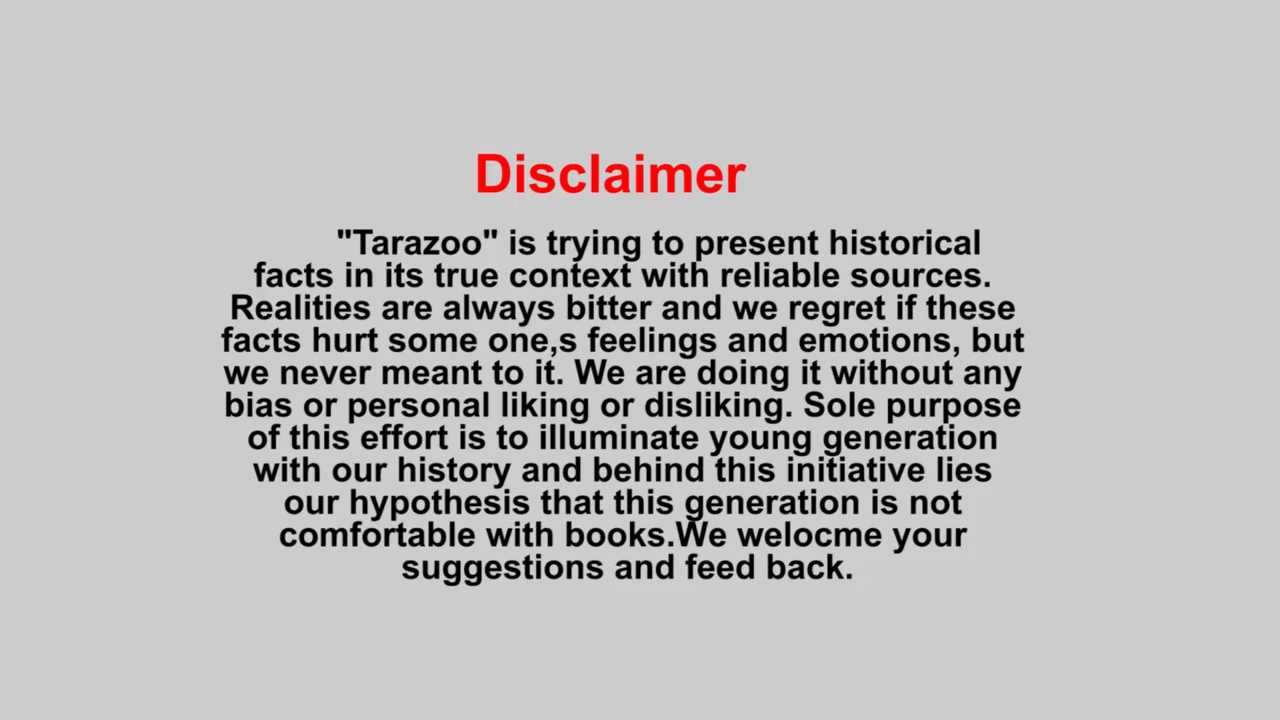 Disclaimer
"Tarazoo" is trying to present historical
facts in its true context with reliable sources.
Realities are always bitter and we regret if these
facts hurt some one,s feelings and emotions, but
we never meant to it. We are doing it without any
bias or personal liking or disliking. Sole purpose
of this effort is to illuminate young generation
with our history and behind this initiative lies
our hypothesis that this generation is not
comfortable with books.We welocme your
suggestions and feed back.